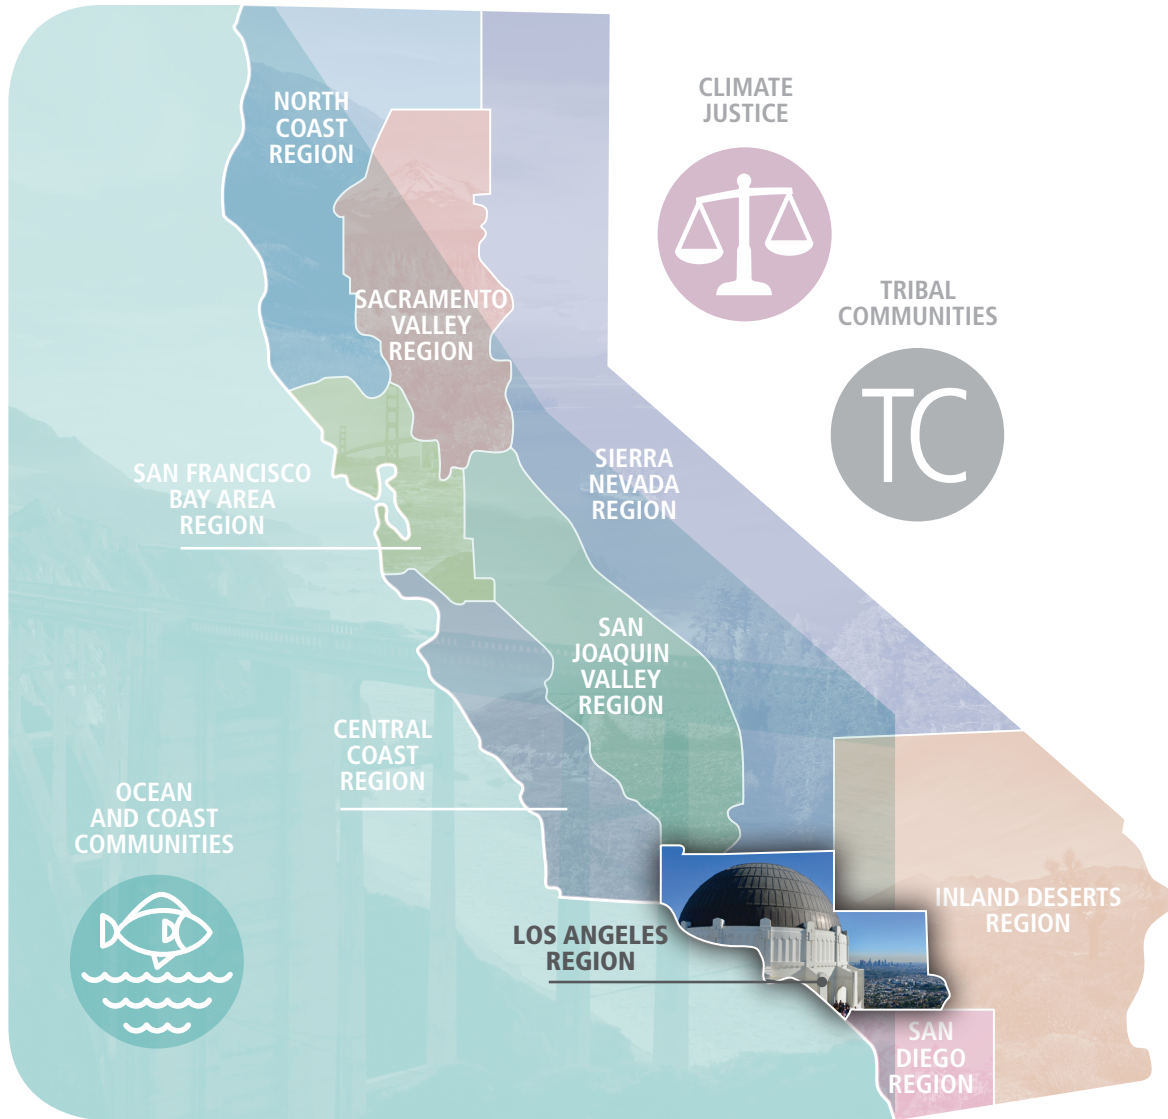 CLIMATE
JUSTICE
NORTH
COAST
REGION
TRIBAL
COMMUNITIES
TC
SACRAMENTO
VALLEY
REGION
SAN FRANCISCO
BAY AREA
REGION
SIERRA
NEVADA
REGION
SAN
JOAQUIN
VALLEY
REGION
CENTRAL
COAST
REGION
OCEAN
AND COAST
COMMUNITIES
INLAND DESERTS
REGION
LOS ANGELES
REGION
SAN
DIEGO
REGION